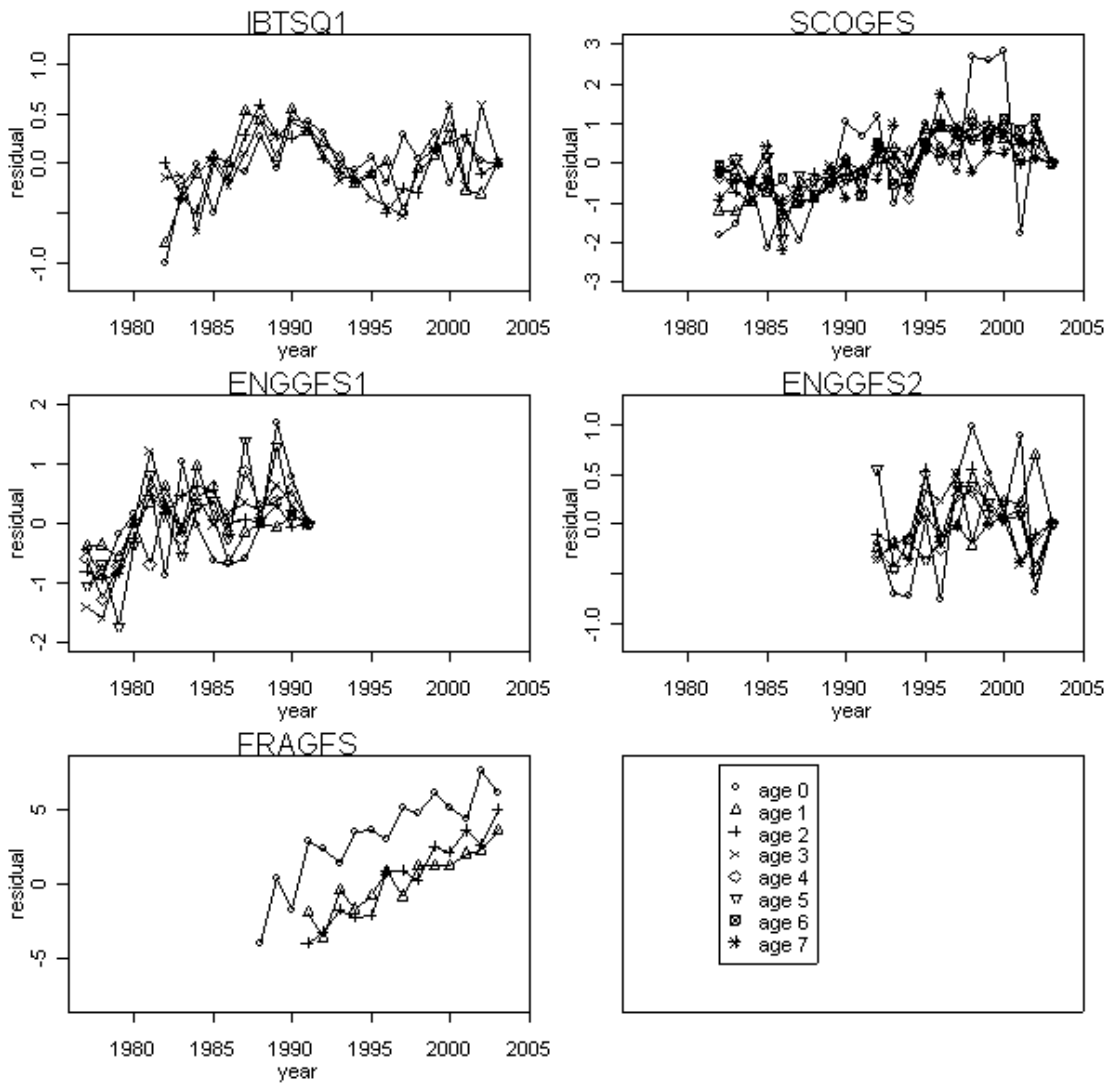 IBTSQ1
1.0
0.5
0.0
-1.0
residual
1980 1985 1990 1995 2000 2005
year
SCOGFS
3
2
1
0
-1
-2
-3
residual
1980 1985 1990 1995 2000 2005
year
ENGGFS1
2
1
0
-1
-2
residual
1980 1985 1990 1995 2000 2005
year
ENGGFS2
1.0
0.5
0.0
-1.0
residual
1980 1985 1990 1995 2000 2005
year
FRAGFS
5
0
-5
residual
1980 1985 1990 1995 2000 2005
year
age 0
age 1
age 2
age 3
age 4
age 5
age 6
age 7